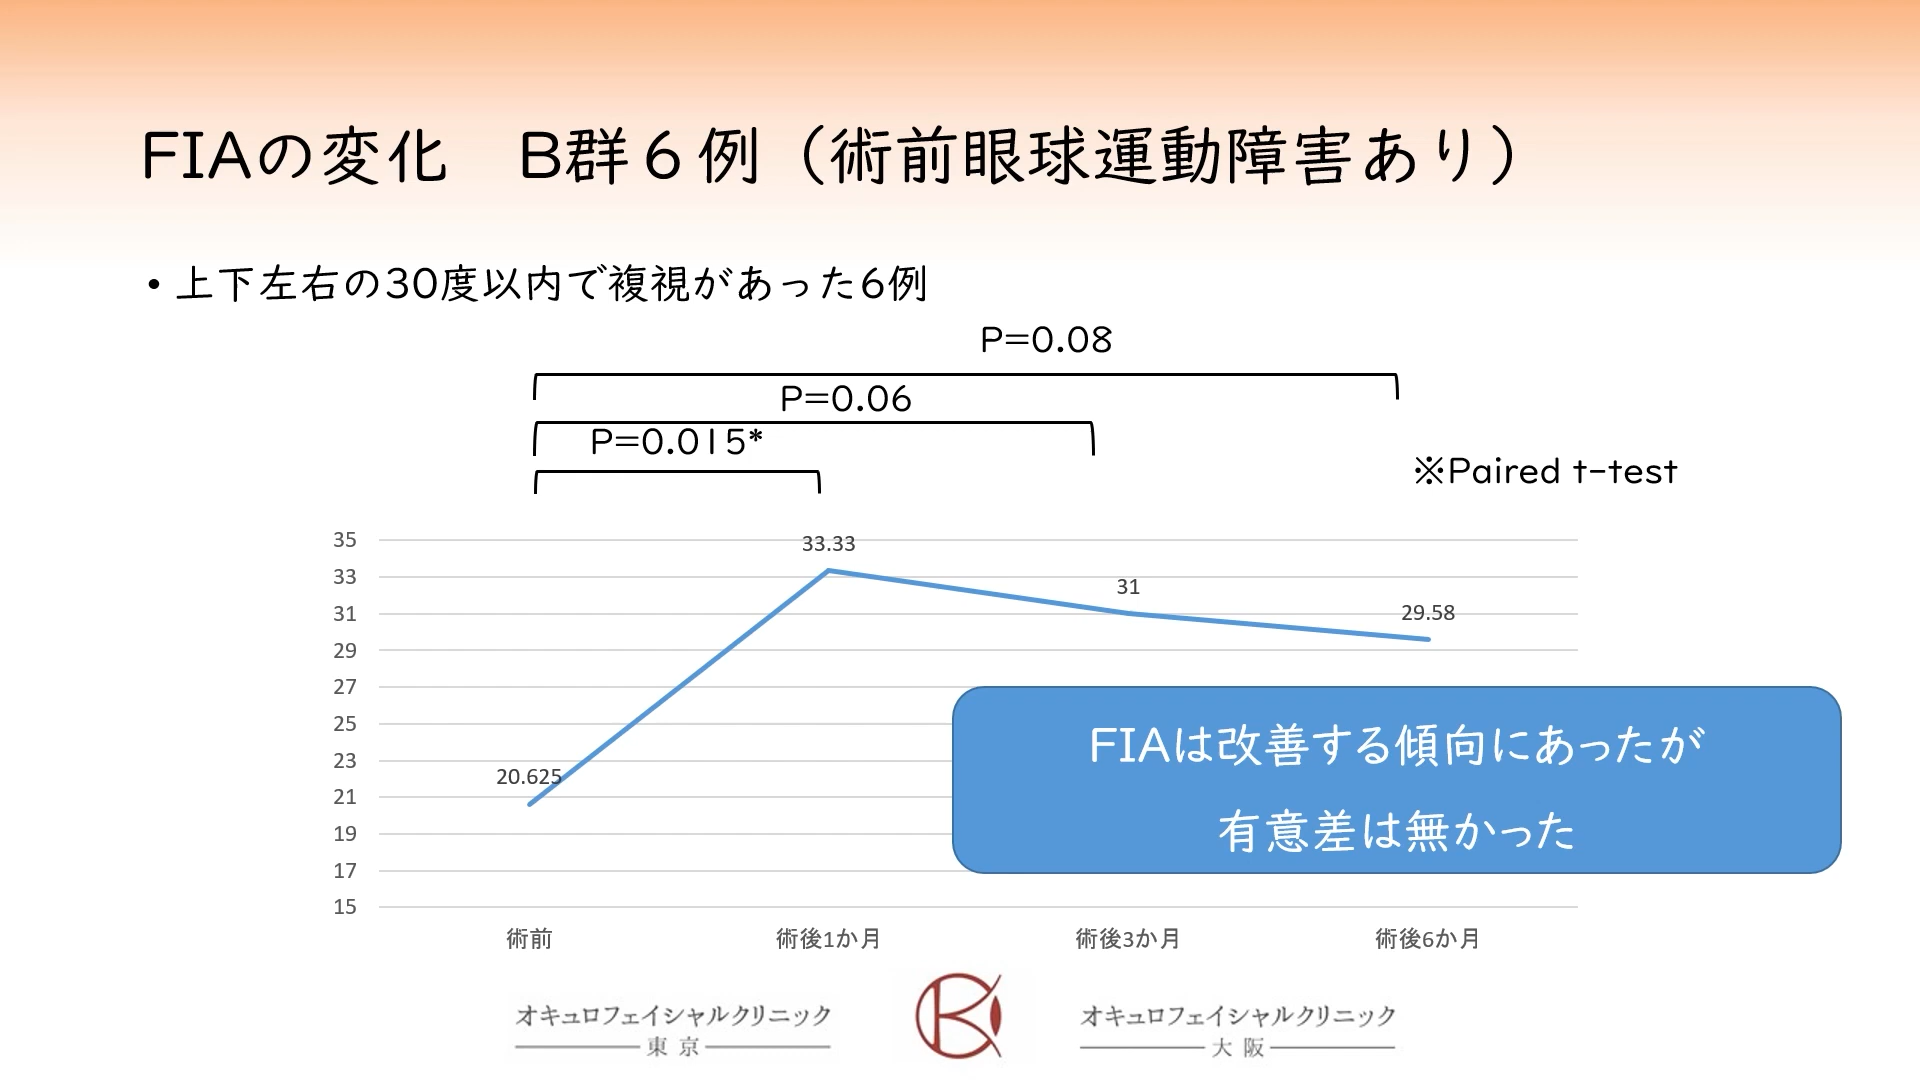 FIAの変化　B群６例（術前眼球運動障害あり）
• 上下左右の30度以内で複視があった6例
P=0.08
P=0.06
P=0.015*
※Paired t-test
35
33
31
29
27
25
23
21
19
17
15
20.625
33.33
31
29.58
FIAは改善する傾向にあったが
有意差は無かった
術前
術後1か月
術後3か月
術後6か月
オキュロフェイシャルクリニック
東京
オキュロフェイシャルクリニック
大阪